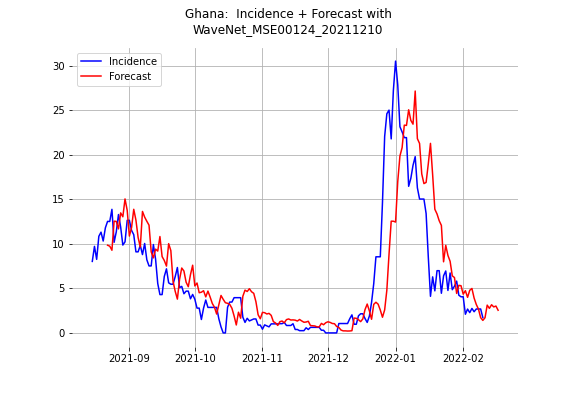 Ghana:  Incidence + Forecast with
WaveNet_MSE00124_20211210
Incidence
Forecast
30
25
20
15
10
5
0
2021-09 2021-10 2021-11 2021-12 2022-01 2022-02